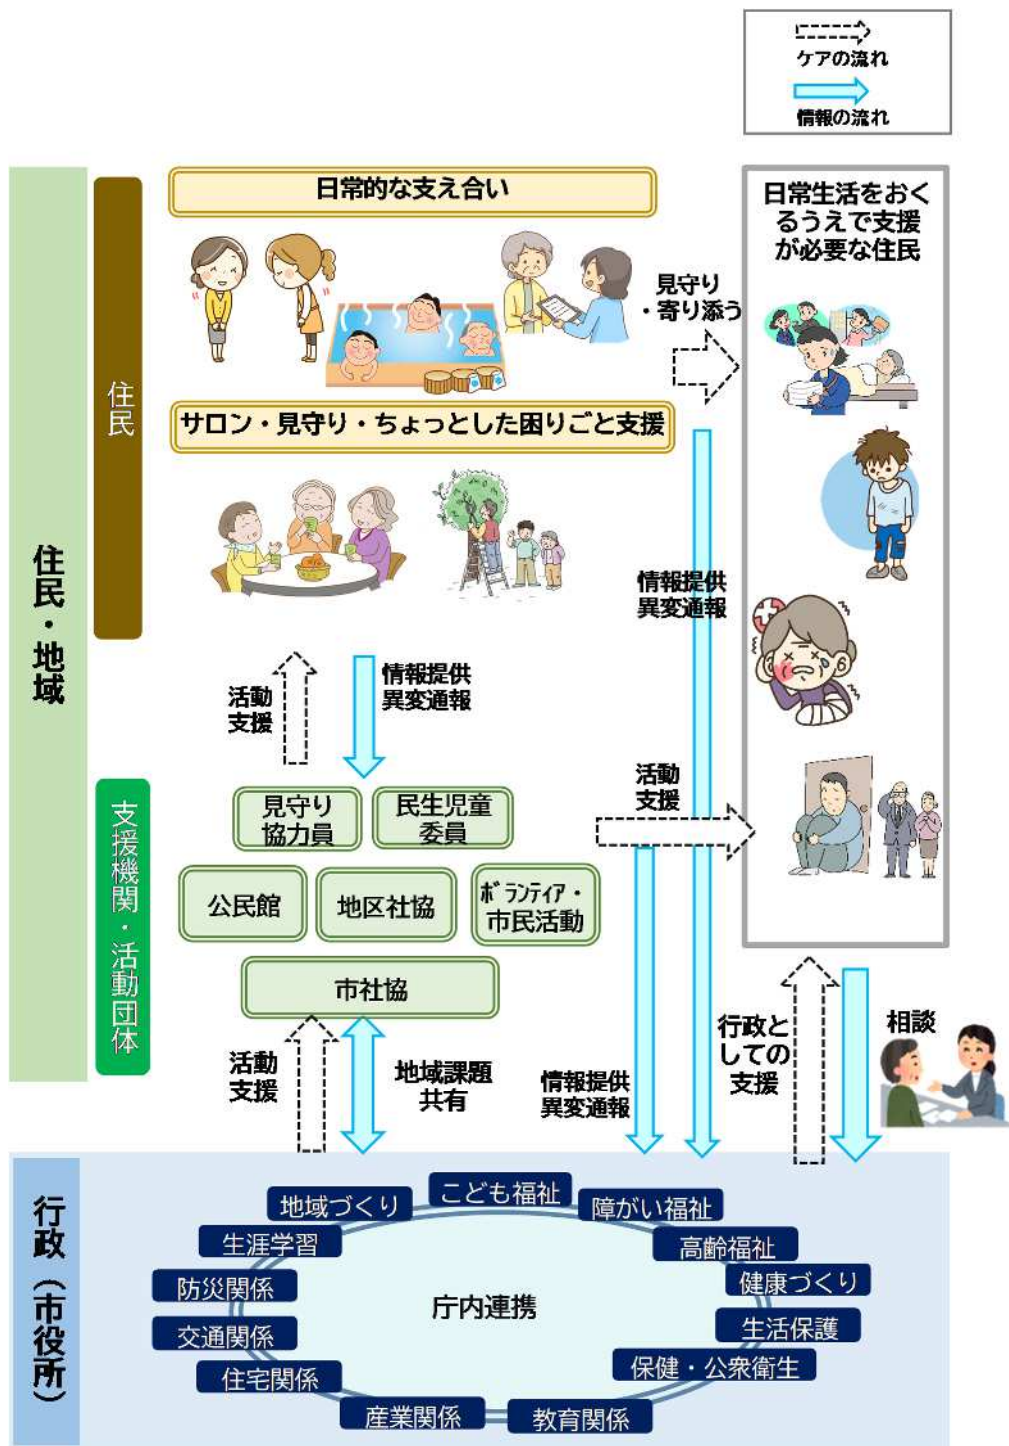 ケアの流れ
情報の流れ
住民・地域
住民
日常的な支え合い
見守り
・寄り添う
日常生活をおく
るうえで支援
が必要な住民
サロン・見守り・ちょっとした困りごと支援
情報提供
異変通報
活動
支援
情報提供
異変通報
支援機関・活動団体
見守り
協力員
民生児童
委員
活動
支援
公民館
地区社協
ﾎﾞﾗﾝﾃｨｱ・
市民活動
市社協
活動
支援
地域課題
共有
情報提供
異変通報
行政と
しての
支援
相談
行政（市役所）
地域づくり
こども福祉
障がい福祉
生涯学習
高齢福祉
防災関係
健康づくり
庁内連携
交通関係
生活保護
住宅関係
保健・公衆衛生
産業関係
教育関係